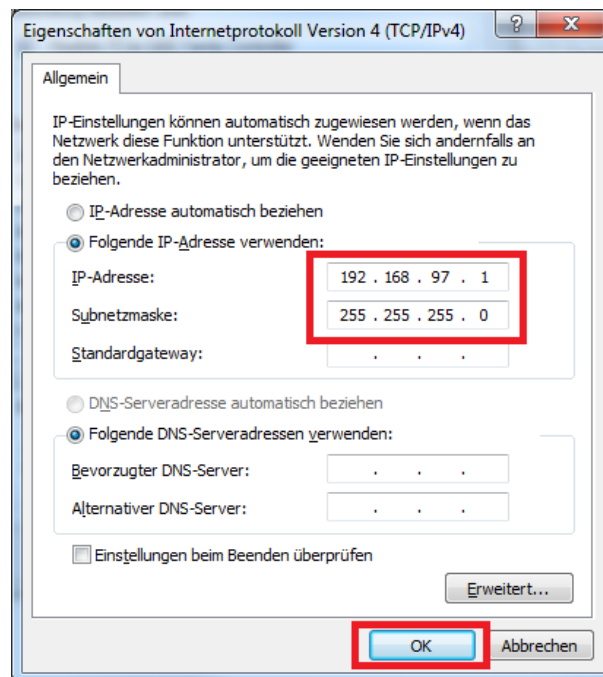 Eigenschaften von Internetprotokoll Version 4 (TCP/IPv4)
Allgemein
IP-Einstellungen können automatisch zugewiesen werden, wenn das
Netzwerk diese Funktion unterstützt. Wenden Sie sich andernfalls an
den Netzwerkadministrator, um die geeigneten IP-Einstellungen zu
beziehen.
IP-Adresse automatisch beziehen
Folgende IP-Adresse verwenden:
IP-Adresse: 192 . 168 . 97 . 1
Subnetzmaske: 255 . 255 . 255 . 0
Standardgateway: . . .
DNS-Serveradresse automatisch beziehen
Folgende DNS-Serveradressen verwenden:
Bevorzugter DNS-Server: . . .
Alternativer DNS-Server: . . .
Einstellungen beim Beenden überprüfen
Erweitert...
OK Abbrechen